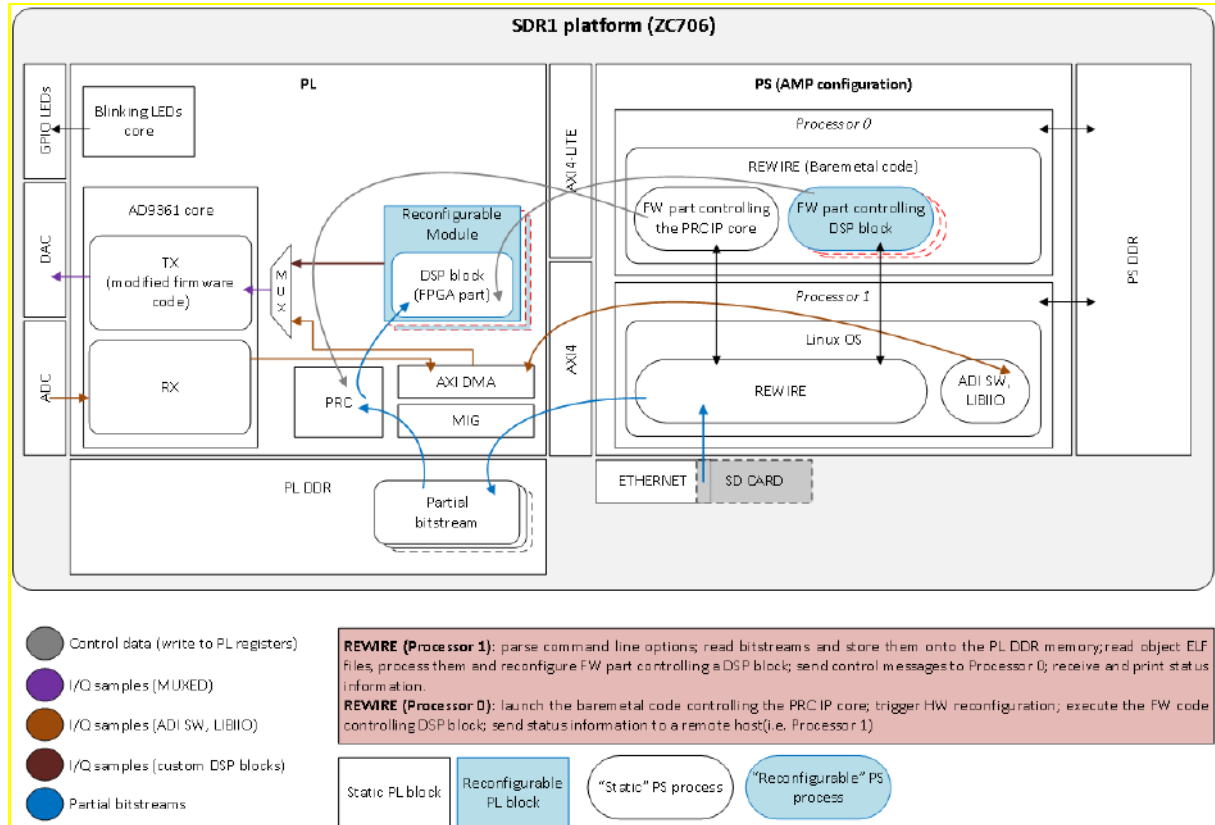 SDR1 platform (ZC706)
PL
PS (AMP configuration)
GPIO LEDs
Blinking LEDs
core
AXI4-LITE
Processor 0
REWIRE (Baremetal code)
FW part controlling
the PRC IP core
FW part controlling
DSP block
DAC
AD9361 core
TX
(modified firmware
code)
MUX
Reconfigurable
Module
DSP block
(FPGA part)
PS DDR
Processor 1
Linux OS
REWIRE
ADI SW,
LIBIIO
ADC
RX
PRC
AXI DMA
MIG
AXI4
PL DDR
Partial
bitstream
ETHERNET
SD CARD
Control data (write to PL registers)
I/Q samples (MUXED)
I/Q samples (ADI SW, LIBIIO)
I/Q samples (custom DSP blocks)
Partial bitstreams
REWIRE (Processor 1): parse command line options; read bitstreams and store them onto the PL DDR memory;read object ELF
files, process them and reconfigure FW part controlling a DSP block; send control messages to Processor 0; receive and print status
information.
REWIRE (Processor 0): launch the baremetal code controlling the PRC IP core; trigger HW reconfiguration; execute the FW code
controlling DSP block; send status information to a remote host(i.e. Processor 1)
Static PL block
Reconfigurable
PL block
“Static” PS process
“Reconfigurable” PS
process